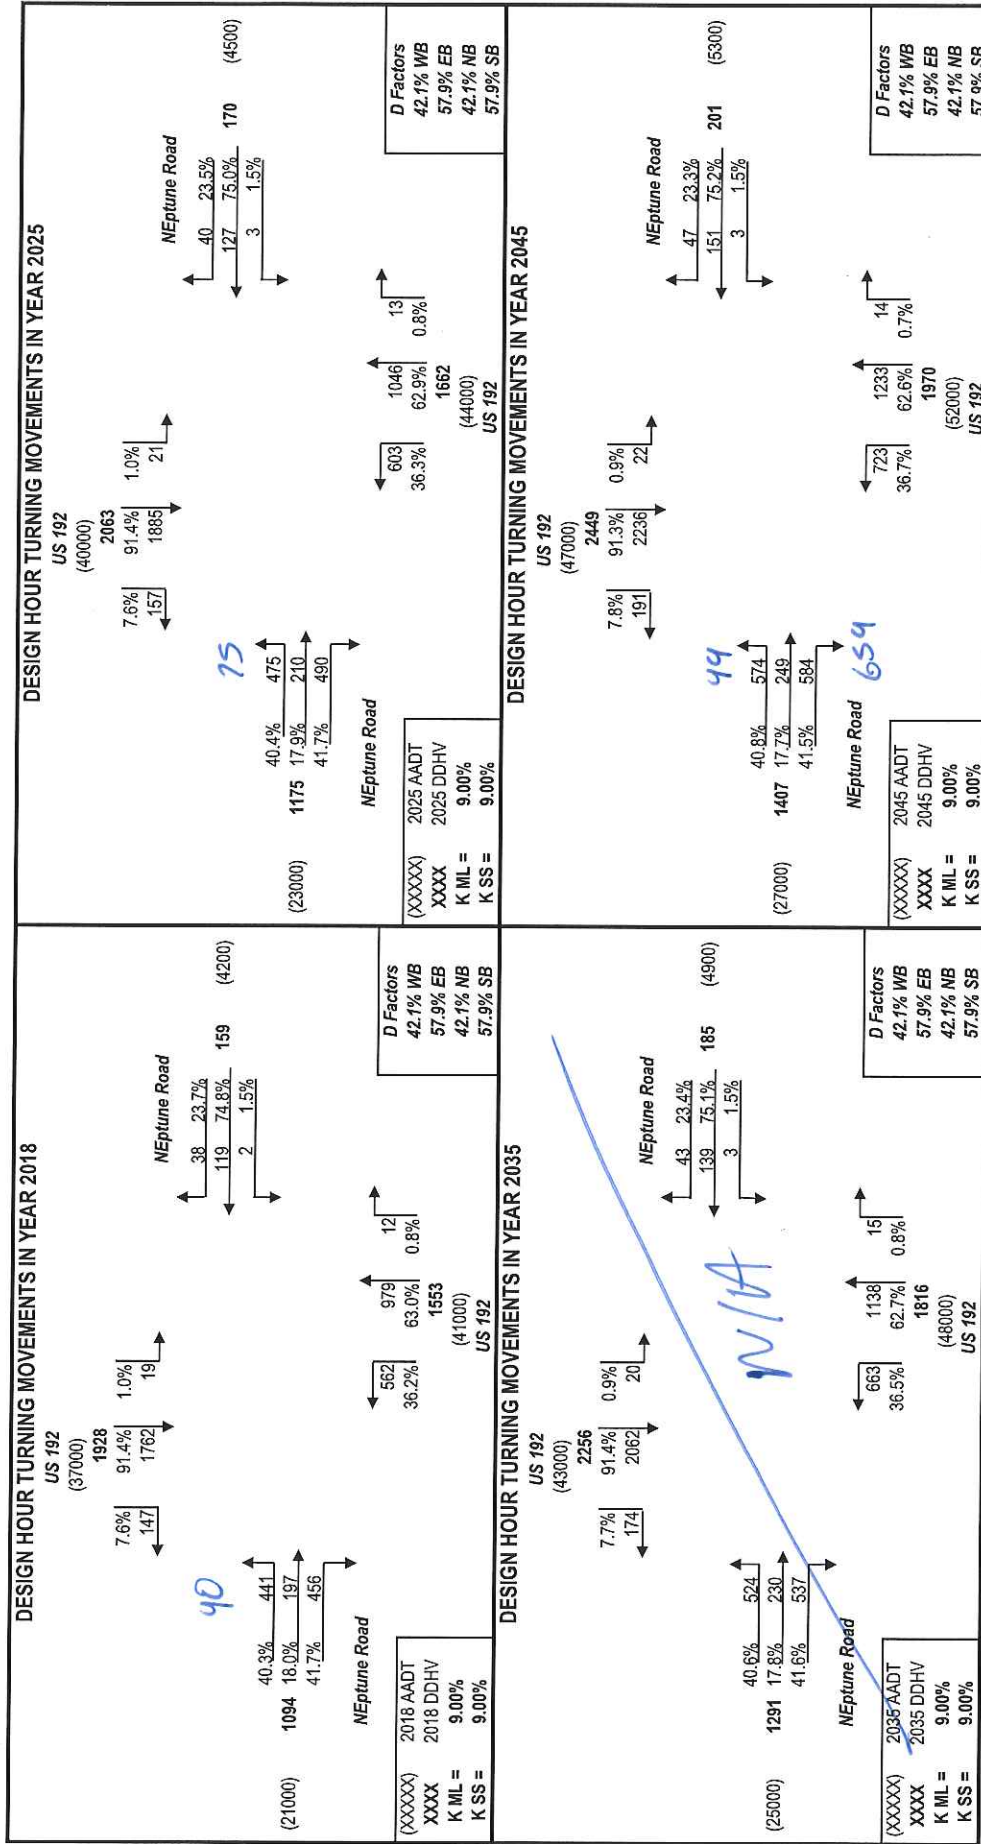 DESIGN HOUR TURNING MOVEMENTS IN YEAR 2018
US 192
(37000)
1928
7.6% 91.4% 1.0%
147 1762 19
NEptune Road
38 23.7%
119 74.8% 159 (4200)
2 1.5%
40
40.3% 441
(21000) 1094 18.0% 197
41.7% 456
NEptune Road
562 979 12
36.2% 63.0% 0.8%
1553
(41000)
US 192
(XXXXX) 2018 AADT
XXXX 2018 DDHV
K ML = 9.00%
K SS = 9.00%
D Factors
42.1% WB
57.9% EB
42.1% NB
57.9% SB
DESIGN HOUR TURNING MOVEMENTS IN YEAR 2025
US 192
(40000)
2063
7.6% 91.4% 1.0%
157 1885 21
NEptune Road
40 23.5%
127 75.0% 170 (4500)
3 1.5%
75
40.4% 475
(23000) 1175 17.9% 210
41.7% 490
NEptune Road
603 1046 13
36.3% 62.9% 0.8%
1662
(44000)
US 192
(XXXXX) 2025 AADT
XXXX 2025 DDHV
K ML = 9.00%
K SS = 9.00%
D Factors
42.1% WB
57.9% EB
42.1% NB
57.9% SB
DESIGN HOUR TURNING MOVEMENTS IN YEAR 2035
US 192
(43000)
2256
7.7% 91.4% 0.9%
174 2062 20
NEptune Road
43 23.4%
139 75.1% 185 (4900)
3 1.5%
N/A
40.6% 524
(25000) 1291 17.8% 230
41.6% 537
NEptune Road
663 1138 15
36.5% 62.7% 0.8%
1816
(48000)
US 192
(XXXXX) 2035 AADT
XXXX 2035 DDHV
K ML = 9.00%
K SS = 9.00%
D Factors
42.1% WB
57.9% EB
42.1% NB
57.9% SB
DESIGN HOUR TURNING MOVEMENTS IN YEAR 2045
US 192
(47000)
2449
7.8% 91.3% 0.9%
191 2236 22
NEptune Road
47 23.3%
151 75.2% 201 (5300)
3 1.5%
44
40.8% 574
(27000) 1407 17.7% 249
41.5% 584
NEptune Road 654
723 1233 14
36.7% 62.6% 0.7%
1970
(52000)
US 192
(XXXXX) 2045 AADT
XXXX 2045 DDHV
K ML = 9.00%
K SS = 9.00%
D Factors
42.1% WB
57.9% EB
42.1% NB
57.9% SB